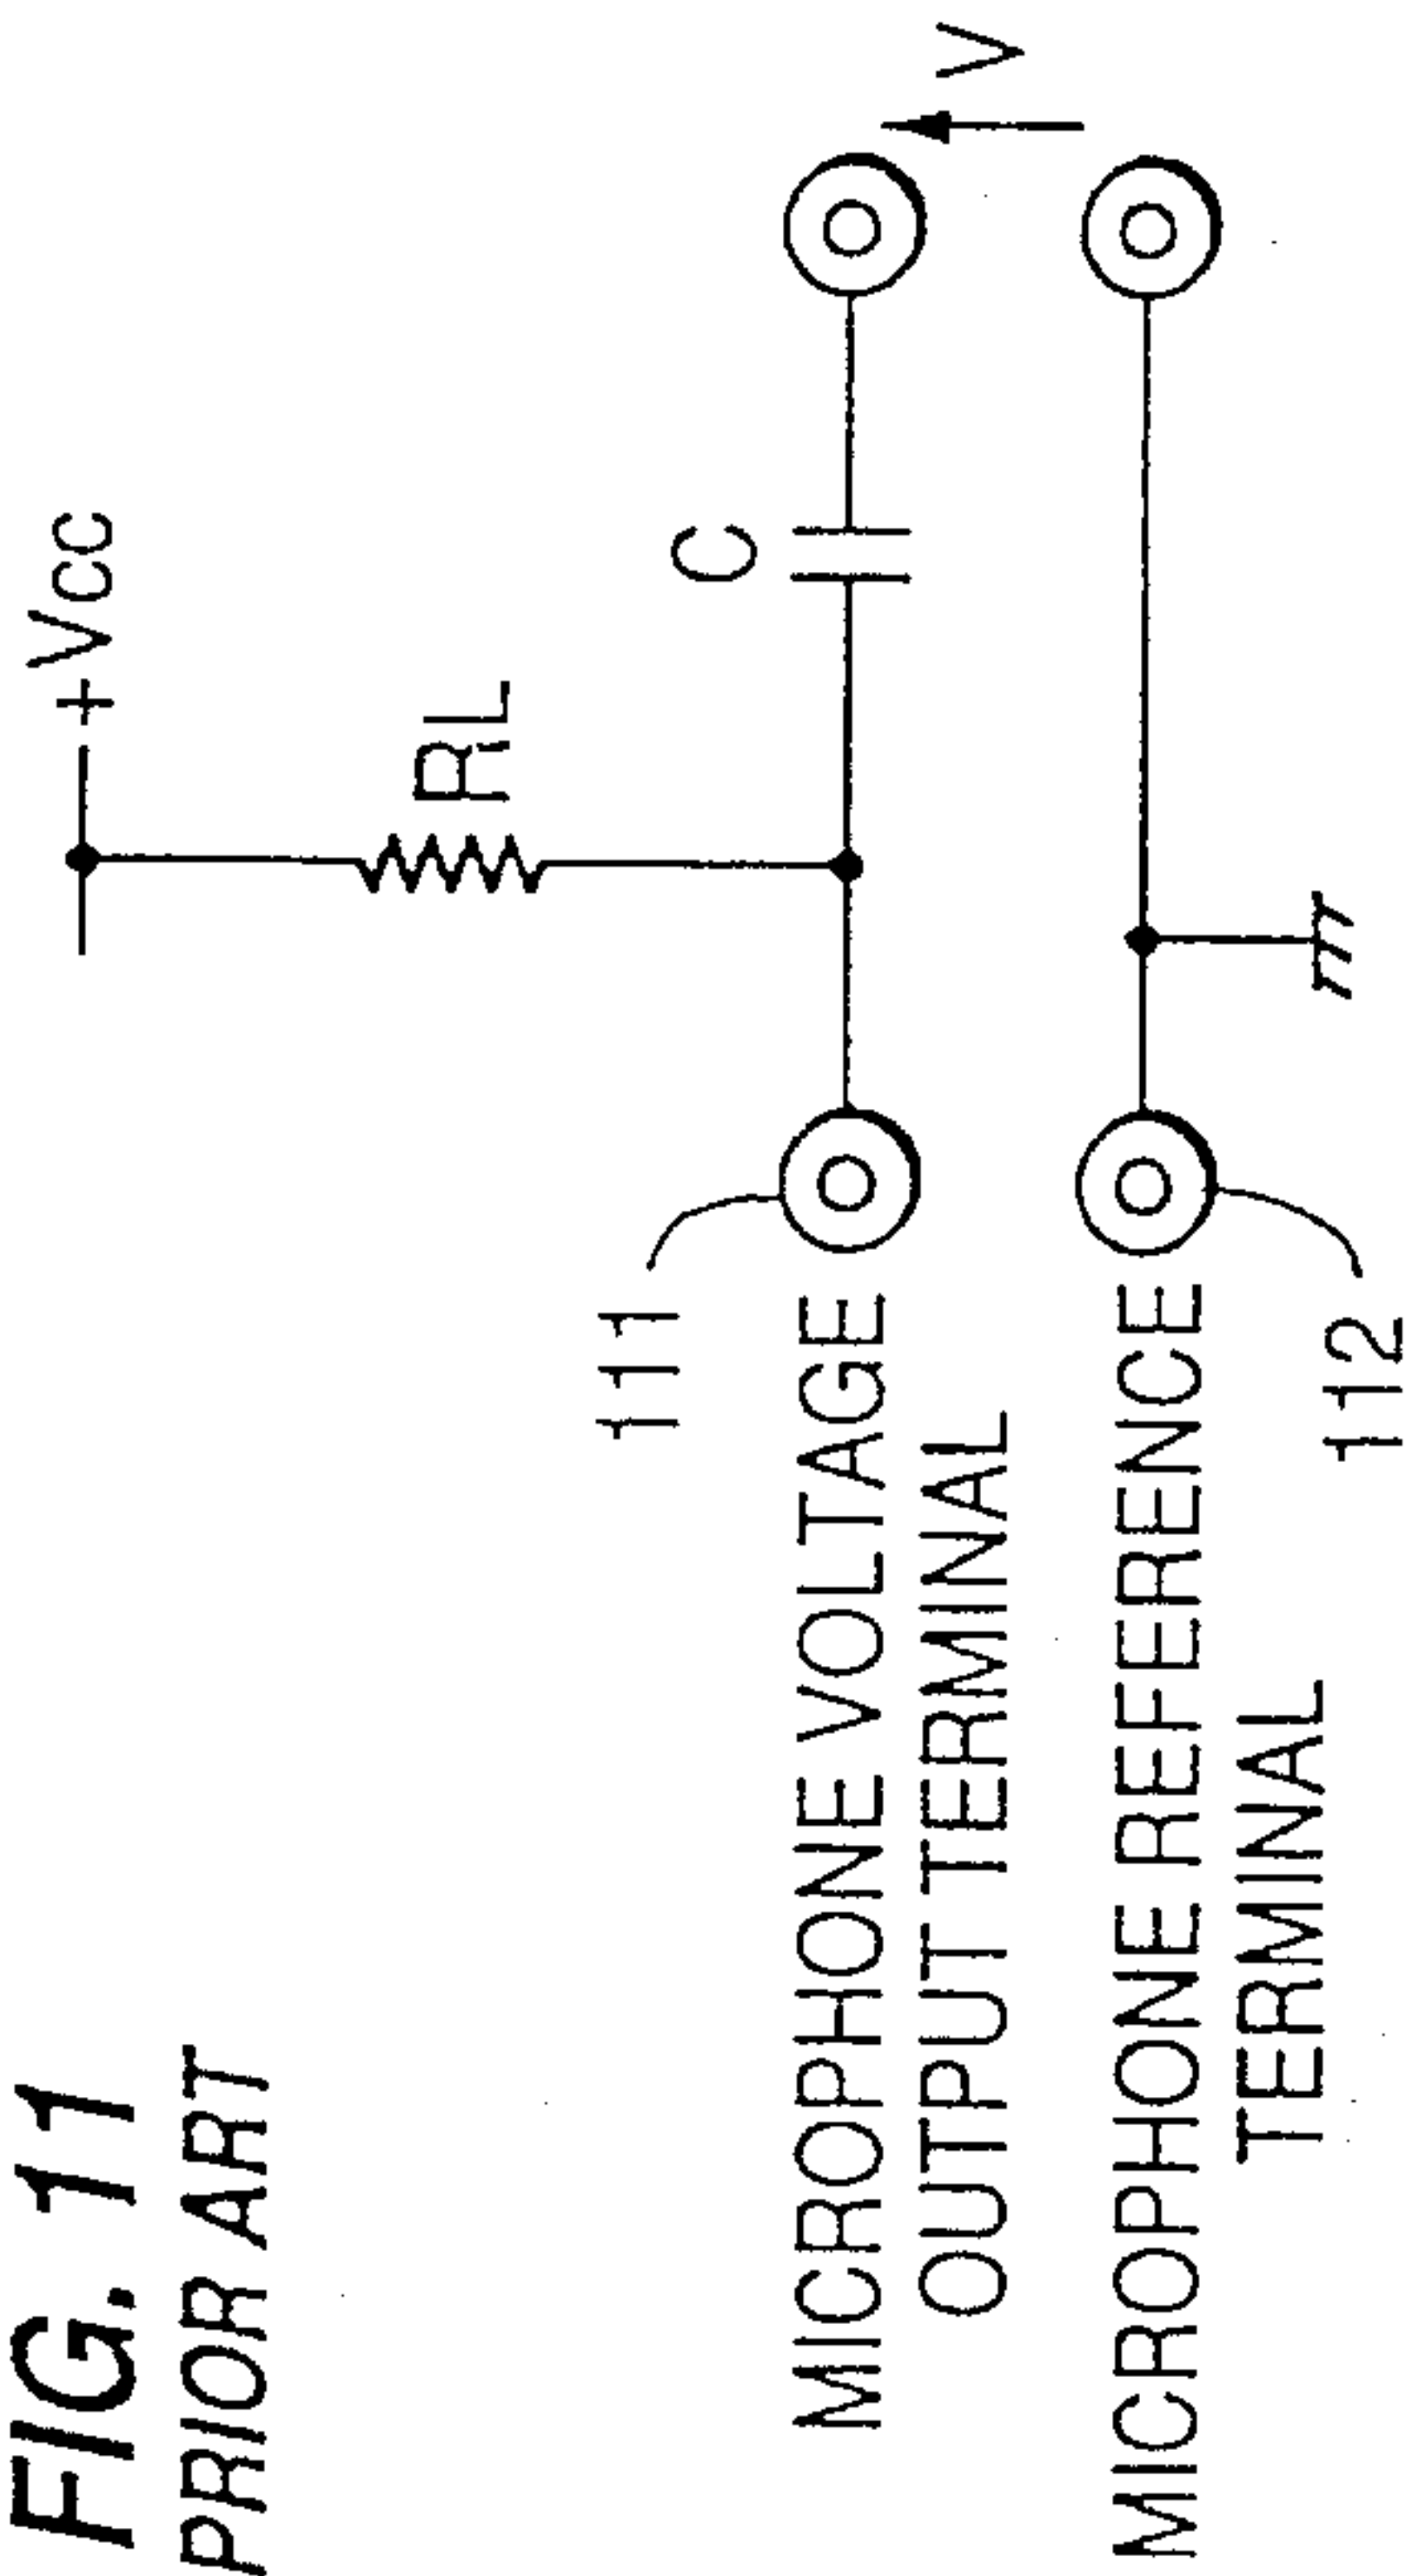 FIG. 11
PRIOR ART
+Vcc
RL
C
V
111
MICROPHONE VOLTAGE
OUTPUT TERMINAL
MICROPHONE REFERENCE
TERMINAL
112